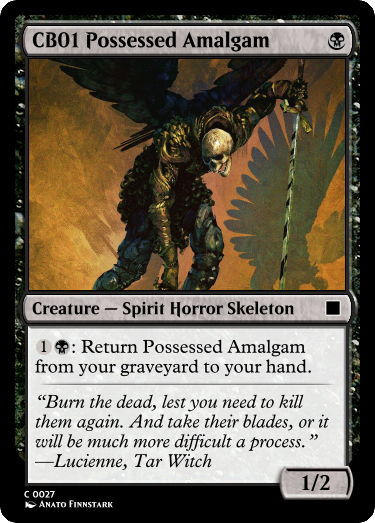 CB01 Possessed Amalgam
Creature — Spirit Horror Skeleton
1: Return Possessed Amalgam
from your graveyard to your hand.
“Burn the dead, lest you need to kill
them again. And take their blades, or it
will be much more difficult a process.”
—Lucienne, Tar Witch
1/2
C 0027
Anato Finnstark